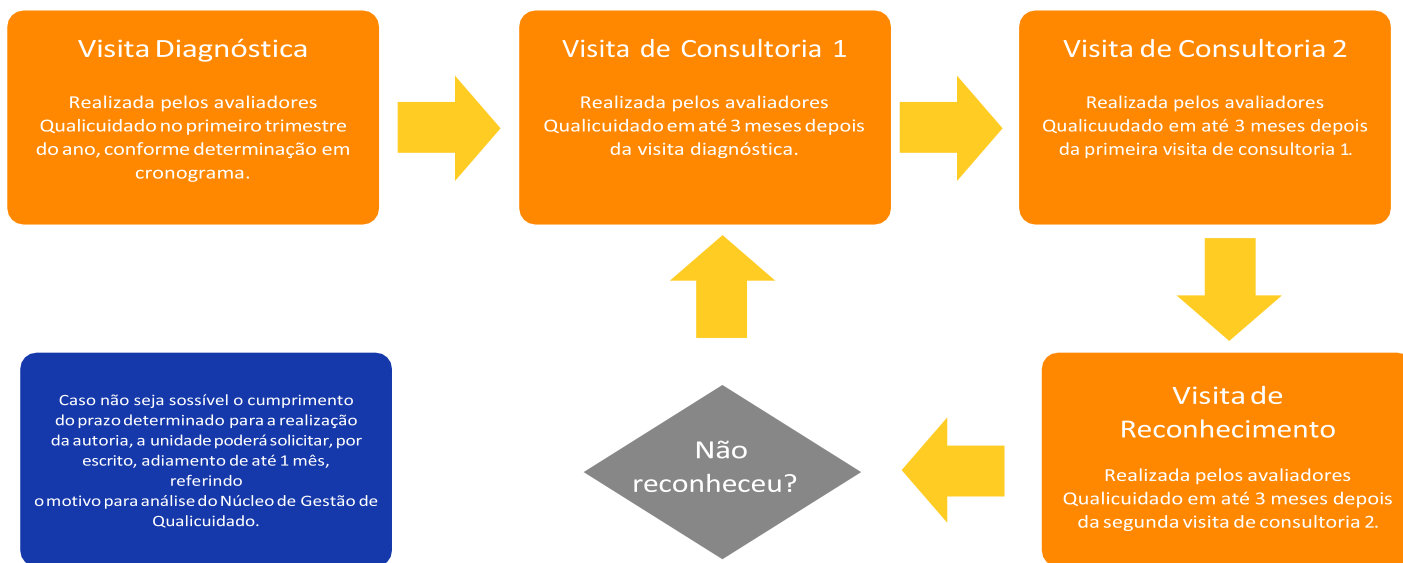 Visita Diagnóstica
Realizada pelos avaliadores
Qualicuidado no primeiro trimestre
do ano, conforme determinação em
cronograma.
Visita de Consultoria 1
Realizada pelos avaliadores
Qualicuidado em até 3 meses depois
da visita diagnóstica.
Visita de Consultoria 2
Realizada pelos avaliadores
Qualicuudado em até 3 meses depois
da primeira visita de consultoria 1.
Visita de
Reconhecimento
Realizada pelos avaliadores
Qualicuidado em até 3 meses depois
da segunda visita de consultoria 2.
Não
reconheceu?
Caso não seja sossível o cumprimento
do prazo determinado para a realização
da autoria, a unidade poderá solicitar, por
escrito, adiamento de até 1 mês,
referindo
o motivo para análise do Núcleo de Gestão de
Qualicuidado.